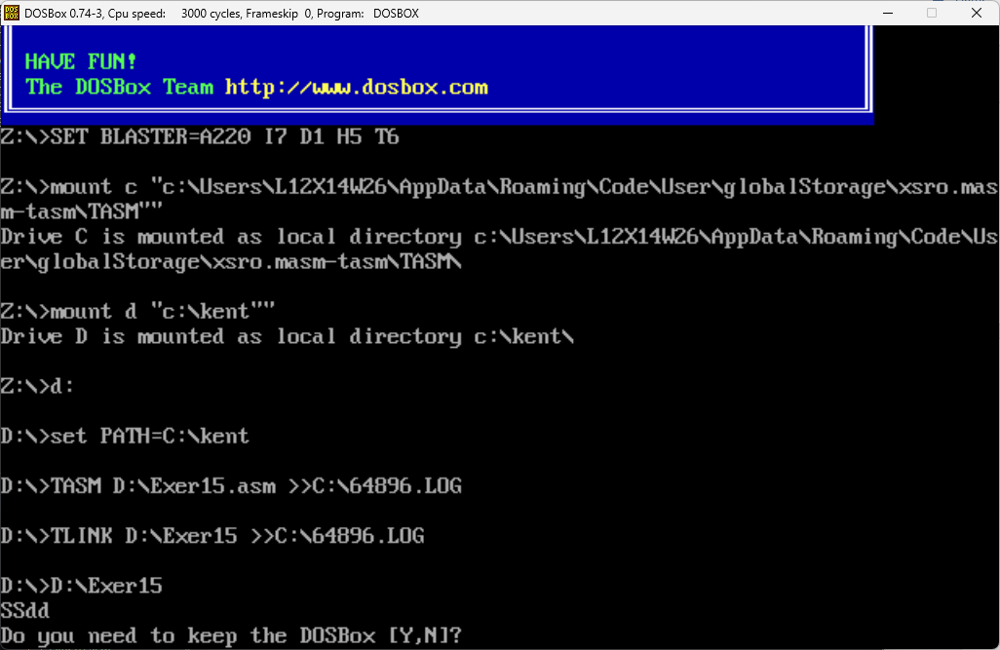 DOSBox 0.74-3, Cpu speed: 3000 cycles, Frameskip 0, Program: DOSBOX
HAVE FUN!
The DOSBox Team http://www.dosbox.com
Z:\>SET BLASTER=A220 I7 D1 H5 T6
Z:\>mount c "c:\Users\L12X14W26\AppData\Roaming\Code\User\globalStorage\xsro.mas
m-tasm\TASM""
Drive C is mounted as local directory c:\Users\L12X14W26\AppData\Roaming\Code\Us
er\globalStorage\xsro.masm-tasm\TASM\
Z:\>mount d "c:\kent""
Drive D is mounted as local directory c:\kent\
Z:\>d:
D:\>set PATH=C:\kent
D:\>TASM D:\Exer15.asm >>C:\64896.LOG
D:\>TLINK D:\Exer15 >>C:\64896.LOG
D:\>D:\Exer15
SSdd
Do you need to keep the DOSBox [Y,N]?